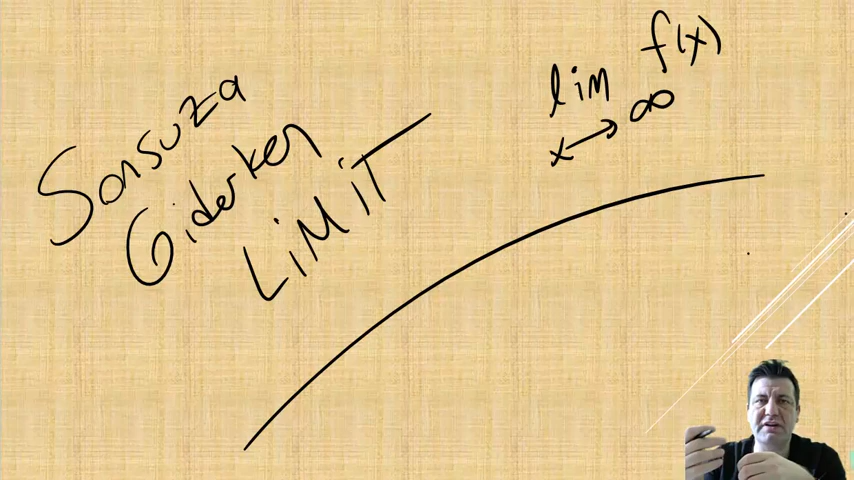 Sonsuza
Giderken
LiMiT
lim f(x)
x → ∞